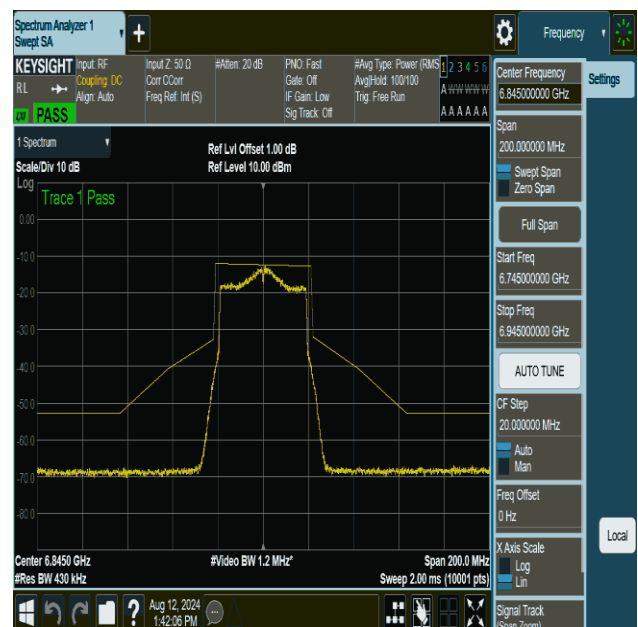 Spectrum Analyzer 1
Swept SA
+
Frequency
KEYSIGHT
RL
PASS
Input: RF
Coupling: DC
Align: Auto
Input Z: 50 Ω
Corr CCorr
Freq Ref: Int (S)
#Atten: 20 dB
PNO: Fast
Gate: Off
IF Gain: Low
Sig Track: Off
#Avg Type: Power (RMS
Avg|Hold: 100/100
Trig: Free Run
1 2 3 4 5 6
A W W W W W
A A A A A A
1 Spectrum
Scale/Div 10 dB
Ref Lvl Offset 1.00 dB
Ref Level 10.00 dBm
Log
Trace 1 Pass
0.00
-10.0
-20.0
-30.0
-40.0
-50.0
-60.0
-70.0
-80.0
Center 6.8450 GHz
#Res BW 430 kHz
#Video BW 1.2 MHz*
Span 200.0 MHz
Sweep 2.00 ms (10001 pts)
Aug 12, 2024
1:42:06 PM
?
Center Frequency
6.845000000 GHz
Settings
Span
200.000000 MHz
Swept Span
Zero Span
Full Span
Start Freq
6.745000000 GHz
Stop Freq
6.945000000 GHz
AUTO TUNE
CF Step
20.000000 MHz
Auto
Man
Freq Offset
0 Hz
X Axis Scale
Log
Lin
Local
Signal Track
(Span Zoom)